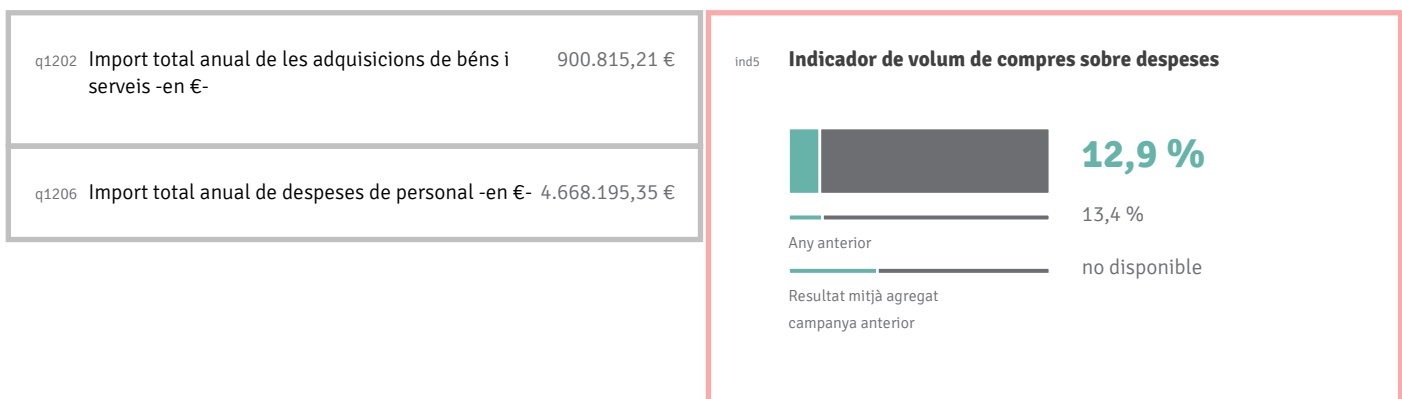 q1202 Import total anual de les adquisicions de béns i 900.815,21 €
serveis -en €-
q1206 Import total anual de despeses de personal -en €- 4.668.195,35 €
ind5 Indicador de volum de compres sobre despeses
12,9 %
13,4 %
Any anterior
no disponible
Resultat mitjà agregat
campanya anterior